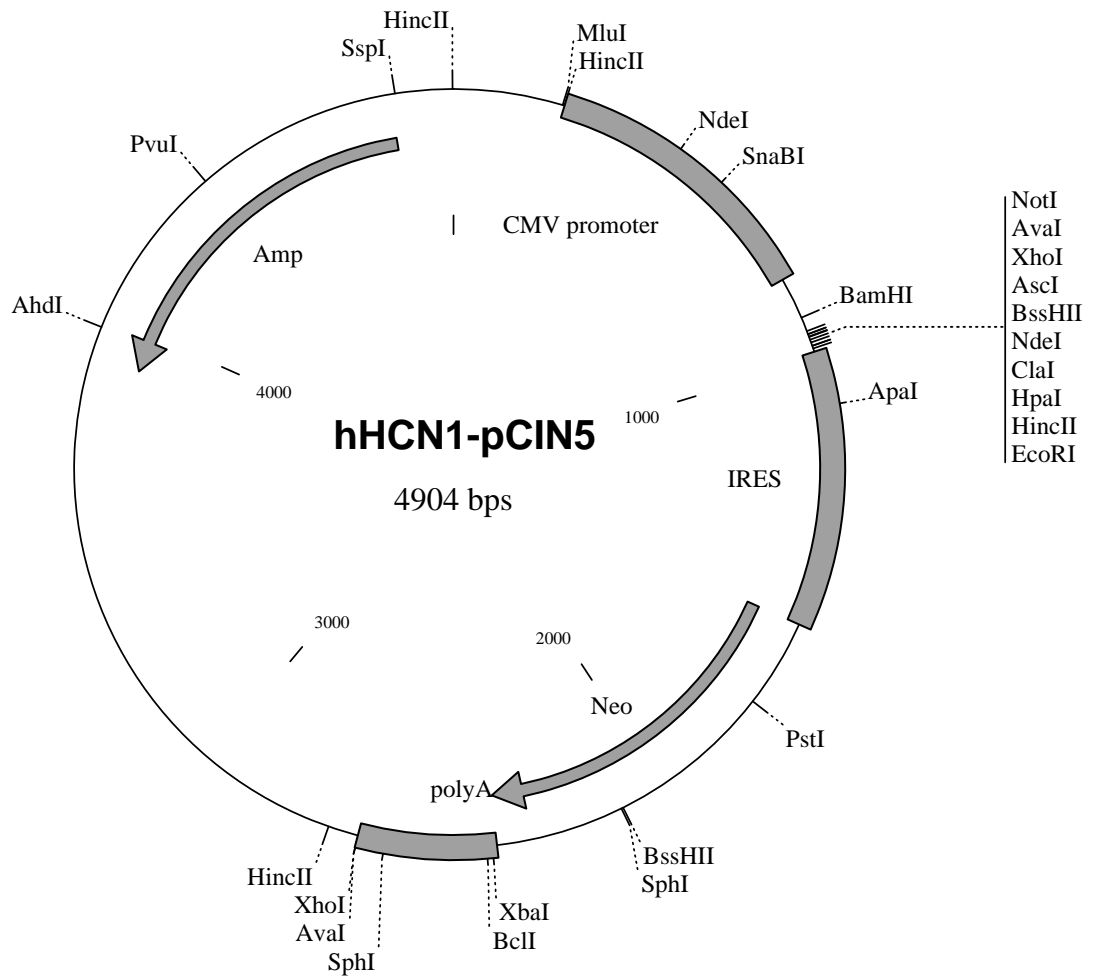 HincII
SspI
MluI
HincII
PvuI
NdeI
SnaBI
CMV promoter
Amp
AhdI
BamHI
NotI
AvaI
XhoI
AscI
BssHII
NdeI
ClaI
HpaI
HincII
EcoRI
4000
1000
ApaI
hHCN1-pCIN5
4904 bps
IRES
3000
2000
Neo
PstI
polyA
BssHII
SphI
HincII
XhoI
AvaI
SphI
XbaI
BclI